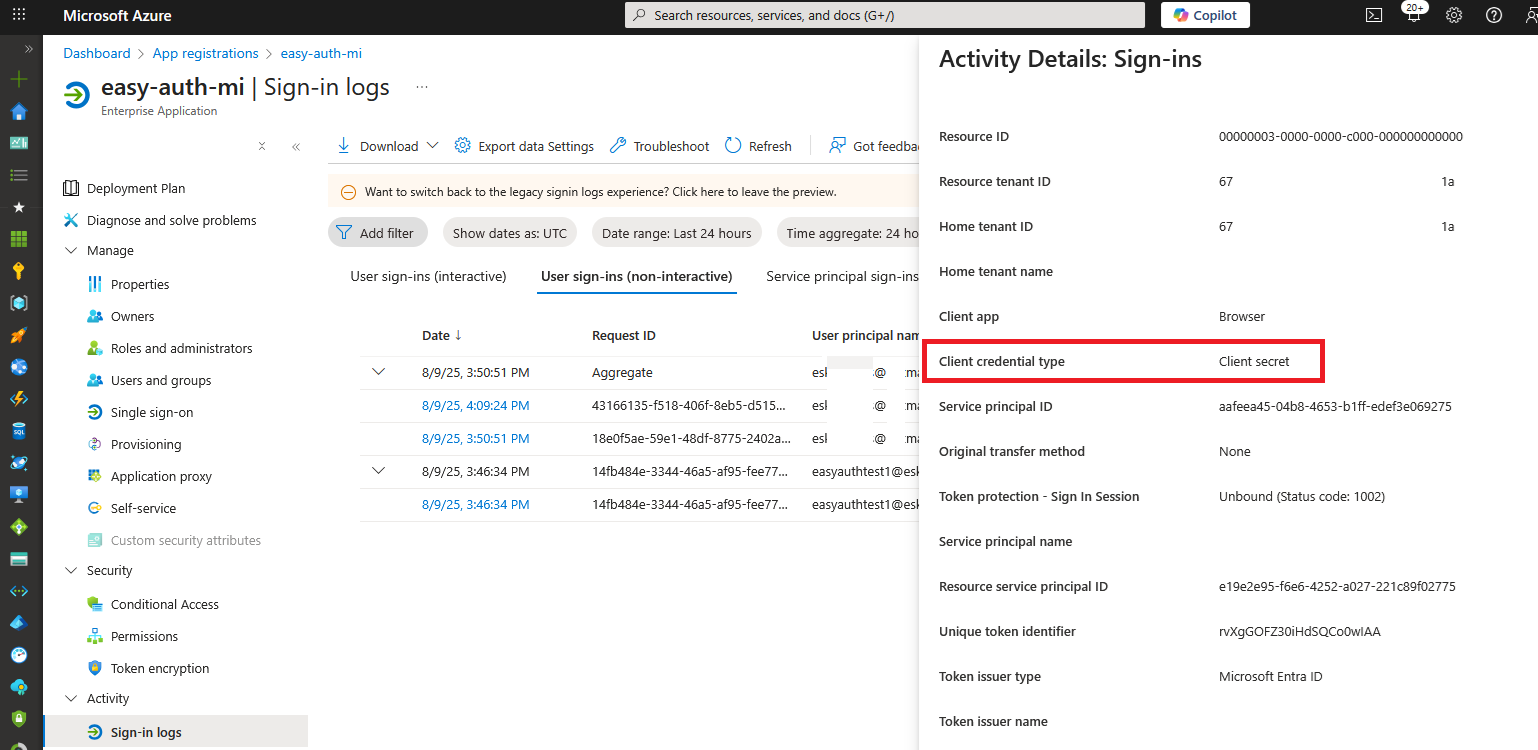 Microsoft Azure
Search resources, services, and docs (G+/)
Copilot
20+
Dashboard > App registrations > easy-auth-mi
easy-auth-mi | Sign-in logs ...
Enterprise Application
Deployment Plan
Diagnose and solve problems
Manage
Properties
Owners
Roles and administrators
Users and groups
Single sign-on
Provisioning
Application proxy
Self-service
Custom security attributes
Security
Conditional Access
Permissions
Token encryption
Activity
Sign-in logs
Download Export data Settings Troubleshoot Refresh Got feedba
Want to switch back to the legacy signin logs experience? Click here to leave the preview.
Add filter Show dates as: UTC Date range: Last 24 hours Time aggregate: 24 ho
User sign-ins (interactive) User sign-ins (non-interactive) Service principal sign-ins
Date ↓ Request ID User principal nam
8/9/25, 3:50:51 PM Aggregate esk s@ :ma
8/9/25, 4:09:24 PM 43166135-f518-406f-8eb5-d515... esk s@ :ma
8/9/25, 3:50:51 PM 18e0f5ae-59e1-48df-8775-2402a... esk s@ :ma
8/9/25, 3:46:34 PM 14fb484e-3344-46a5-af95-fee77... easyauthtest1@esk
8/9/25, 3:46:34 PM 14fb484e-3344-46a5-af95-fee77... easyauthtest1@esk
Activity Details: Sign-ins
Resource ID 00000003-0000-0000-c000-000000000000
Resource tenant ID 67 1a
Home tenant ID 67 1a
Home tenant name
Client app Browser
Client credential type Client secret
Service principal ID aafeea45-04b8-4653-b1ff-edef3e069275
Original transfer method None
Token protection - Sign In Session Unbound (Status code: 1002)
Service principal name
Resource service principal ID e19e2e95-f6e6-4252-a027-221c89f02775
Unique token identifier rvXgGOFZ30iHdSQCo0wIAA
Token issuer type Microsoft Entra ID
Token issuer name